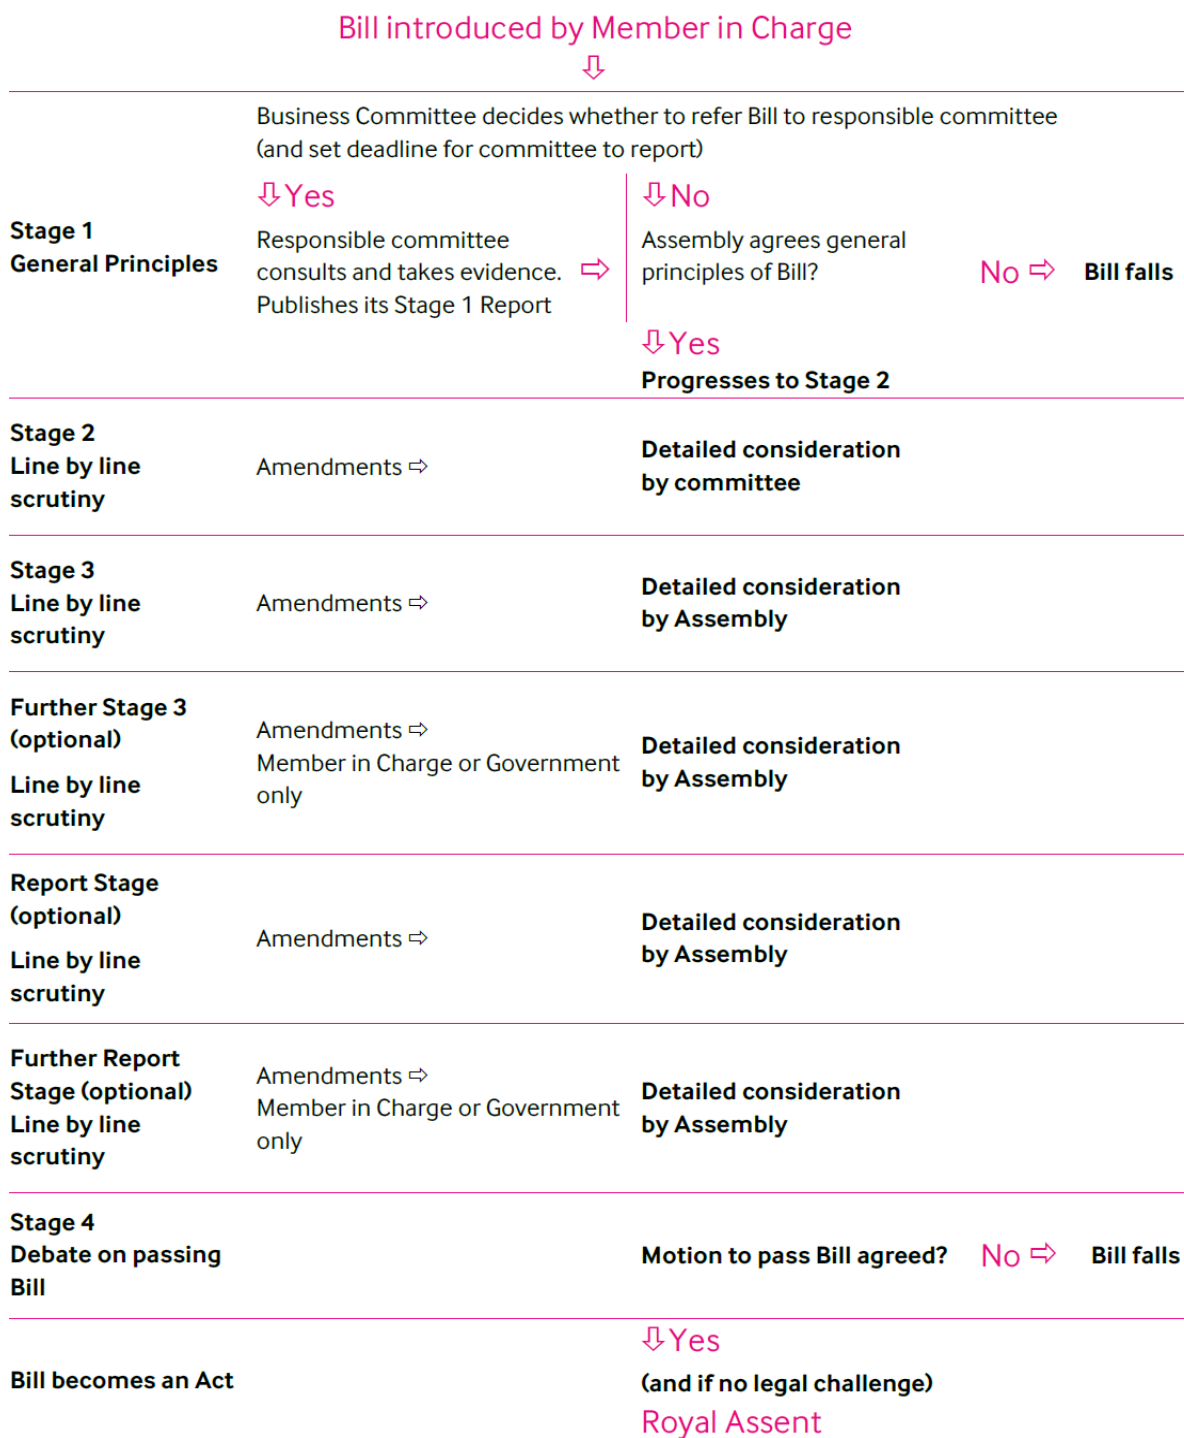 Bill introduced by Member in Charge
⇩
Business Committee decides whether to refer Bill to responsible committee
(and set deadline for committee to report)
Stage 1
General Principles
⇩Yes
Responsible committee
consults and takes evidence. ⇨
Publishes its Stage 1 Report
⇩No
Assembly agrees general
principles of Bill?
No ⇨ Bill falls
⇩Yes
Progresses to Stage 2
Stage 2
Line by line
scrutiny
Amendments ⇨
Detailed consideration
by committee
Stage 3
Line by line
scrutiny
Amendments ⇨
Detailed consideration
by Assembly
Further Stage 3
(optional)
Line by line
scrutiny
Amendments ⇨
Member in Charge or Government
only
Detailed consideration
by Assembly
Report Stage
(optional)
Line by line
scrutiny
Amendments ⇨
Detailed consideration
by Assembly
Further Report
Stage (optional)
Line by line
scrutiny
Amendments ⇨
Member in Charge or Government
only
Detailed consideration
by Assembly
Stage 4
Debate on passing
Bill
Motion to pass Bill agreed?
No ⇨ Bill falls
Bill becomes an Act
⇩Yes
(and if no legal challenge)
Royal Assent